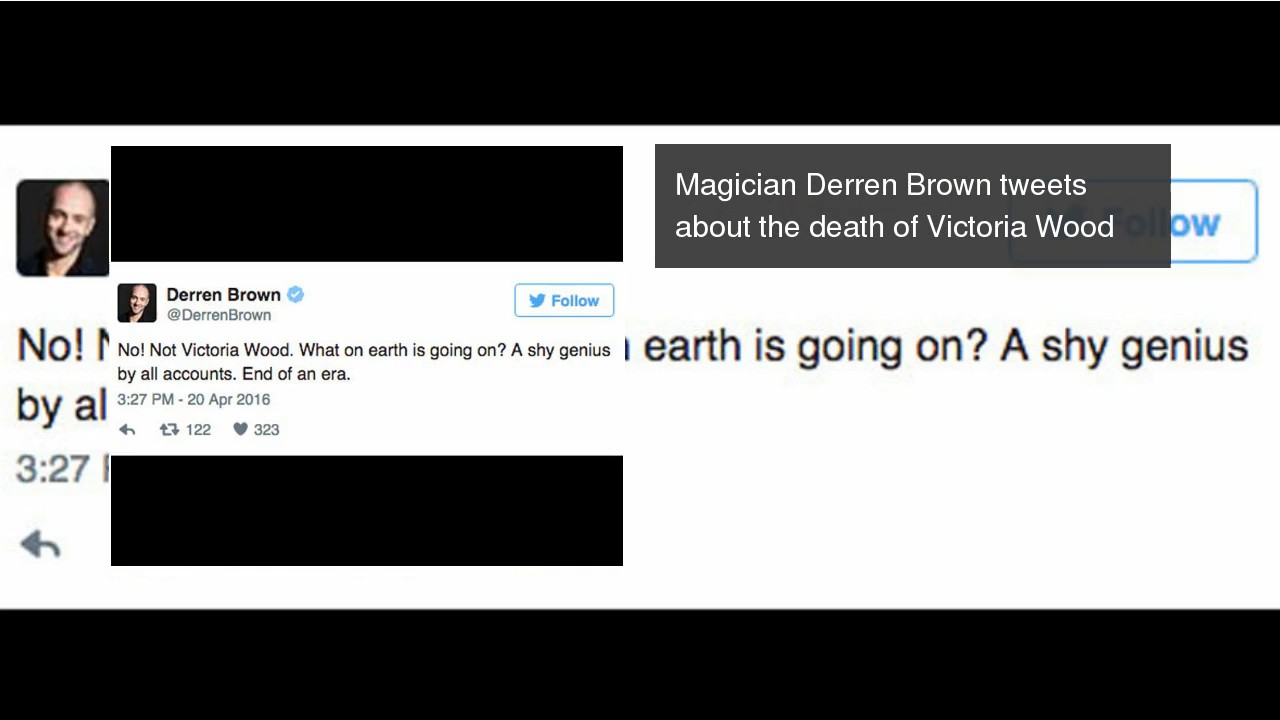 Magician Derren Brown tweets
about the death of Victoria Wood
Derren Brown
@DerrenBrown
Follow
No! Not Victoria Wood. What on earth is going on? A shy genius
by all accounts. End of an era.
3:27 PM - 20 Apr 2016
122 323
Follow
No! N earth is going on? A shy genius
by al
3:27